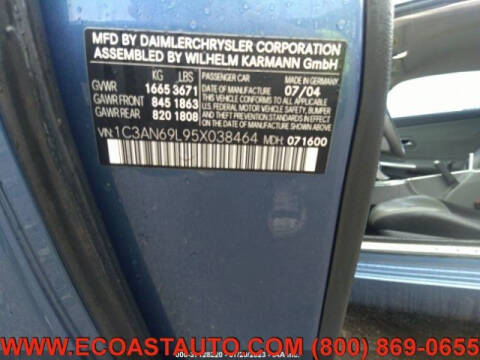 MFD BY DAIMLERCHRYSLER CORPORATION
ASSEMBLED BY WILHELM KARMANN GmbH
KG LBS PASSENGER CAR
GVWR 1665 3671 DATE OF MANUFACTURE 07/04
GAWR FRONT 845 1863 THIS VEHICLE CONFORMS TO ALL APPLICABLE
GAWR REAR 820 1808 FEDERAL MOTOR VEHICLE SAFETY, BUMPER,
AND THEFT PREVENTION STANDARDS IN EFFECT
ON THE DATE OF MANUFACTURE SHOWN ABOVE
VIN: 1C3AN69L95X038464 MDH: 071600
WWW.ECOASTAUTO.COM (800) 869-0655